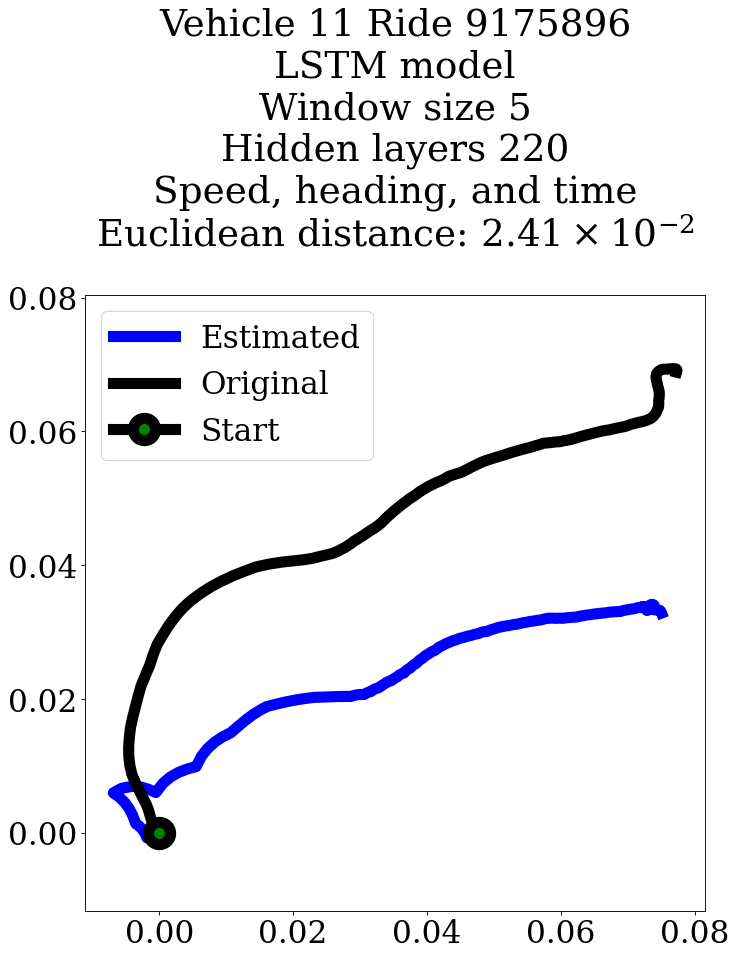 Vehicle 11 Ride 9175896
LSTM model
Window size 5
Hidden layers 220
Speed, heading, and time
Euclidean distance: 2.41 × 10⁻²
0.08
0.06
0.04
0.02
0.00
Estimated
Original
Start
0.00 0.02 0.04 0.06 0.08